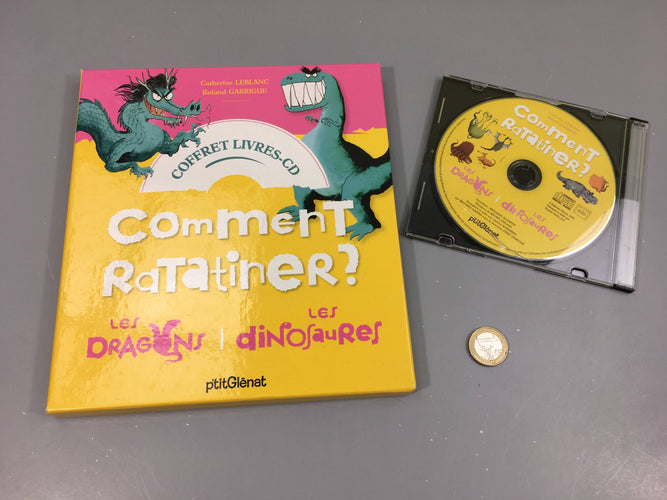 Catherine LEBLANC
Roland GARRIGUE
COFFRET LIVRES-CD
Comment
Ratatiner?
Les
DRAGONS
Les
dinosaures
p'titGlénat
Comment
Ratatiner?
Les
DRAGONS
Les
dinosaures
p'titGlénat